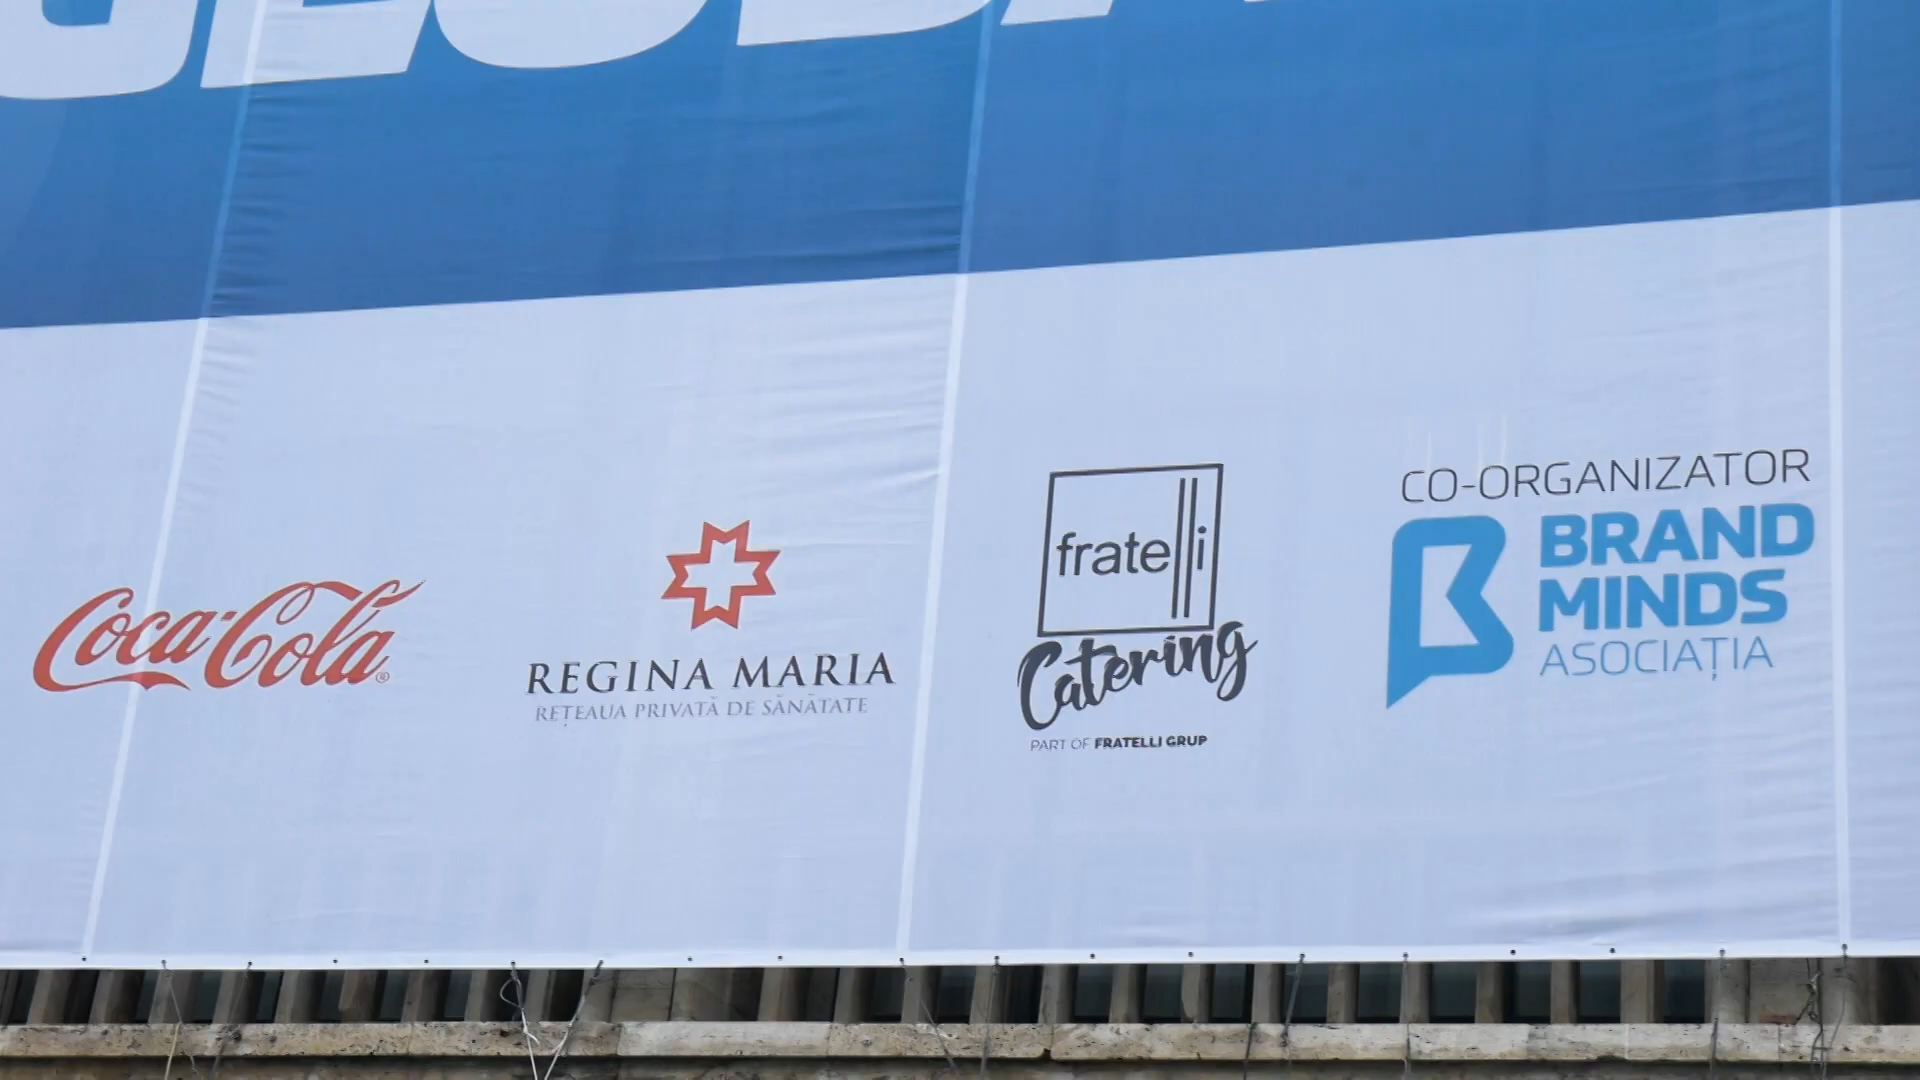 Coca-Cola®
REGINA MARIA
REȚEAUA PRIVATĂ DE SĂNĂTATE
fratelli
Catering
PART OF FRATELLI GRUP
CO-ORGANIZATOR
BRAND
MINDS
ASOCIAȚIA